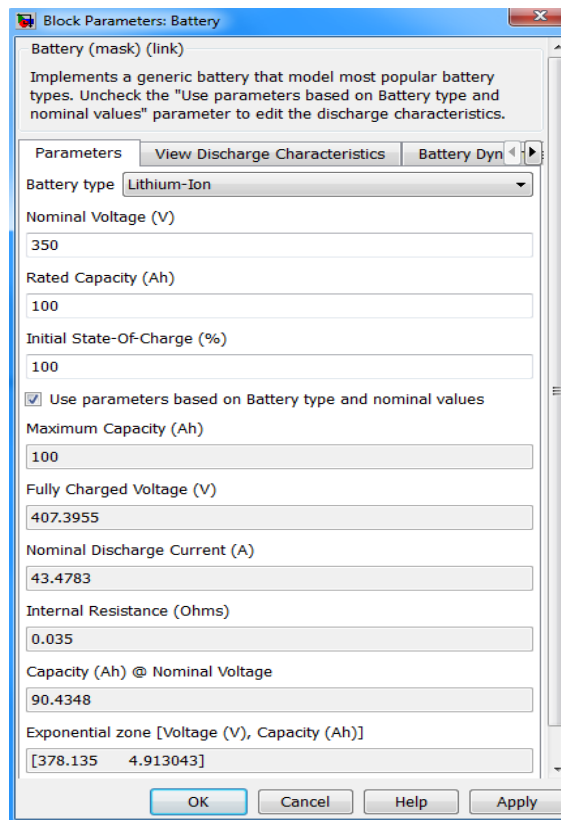 Block Parameters: Battery
Battery (mask) (link)
Implements a generic battery that model most popular battery
types. Uncheck the "Use parameters based on Battery type and
nominal values" parameter to edit the discharge characteristics.
Parameters View Discharge Characteristics Battery Dyn
Battery type Lithium-Ion
Nominal Voltage (V)
350
Rated Capacity (Ah)
100
Initial State-Of-Charge (%)
100
Use parameters based on Battery type and nominal values
Maximum Capacity (Ah)
100
Fully Charged Voltage (V)
407.3955
Nominal Discharge Current (A)
43.4783
Internal Resistance (Ohms)
0.035
Capacity (Ah) @ Nominal Voltage
90.4348
Exponential zone [Voltage (V), Capacity (Ah)]
[378.135 4.913043]
OK Cancel Help Apply